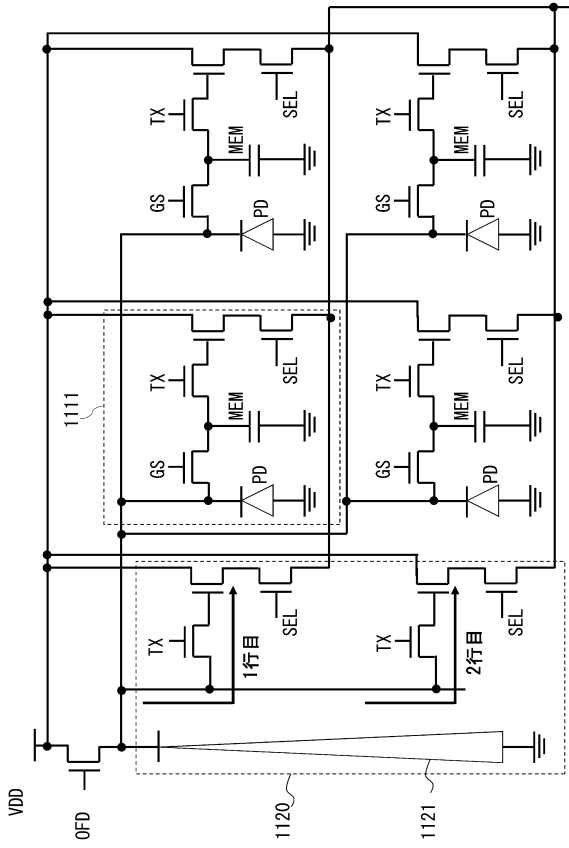 VDD
OFD
1120
1121
TX
1行目
SEL
TX
2行目
SEL
1111
GS
TX
PD
MEM
SEL
GS
TX
PD
MEM
SEL
GS
TX
PD
MEM
SEL
GS
TX
PD
MEM
SEL